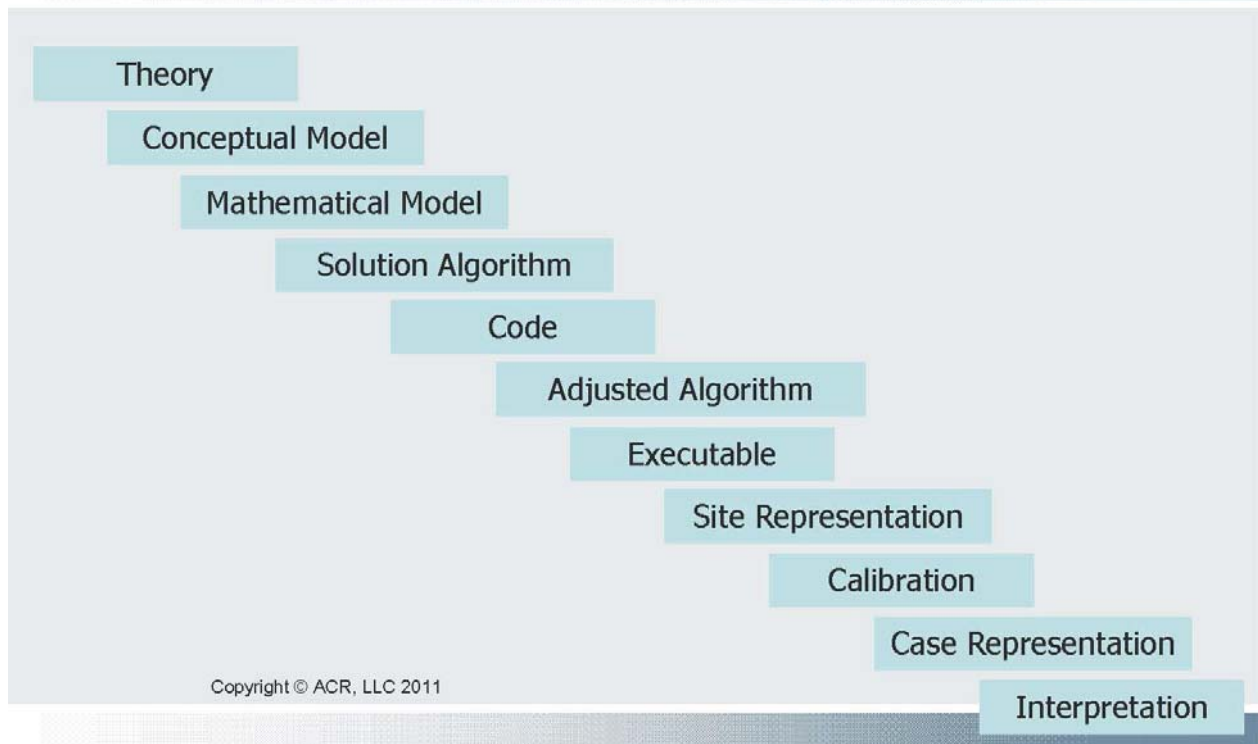 Theory
Conceptual Model
Mathematical Model
Solution Algorithm
Code
Adjusted Algorithm
Executable
Site Representation
Calibration
Case Representation
Copyright © ACR, LLC 2011
Interpretation